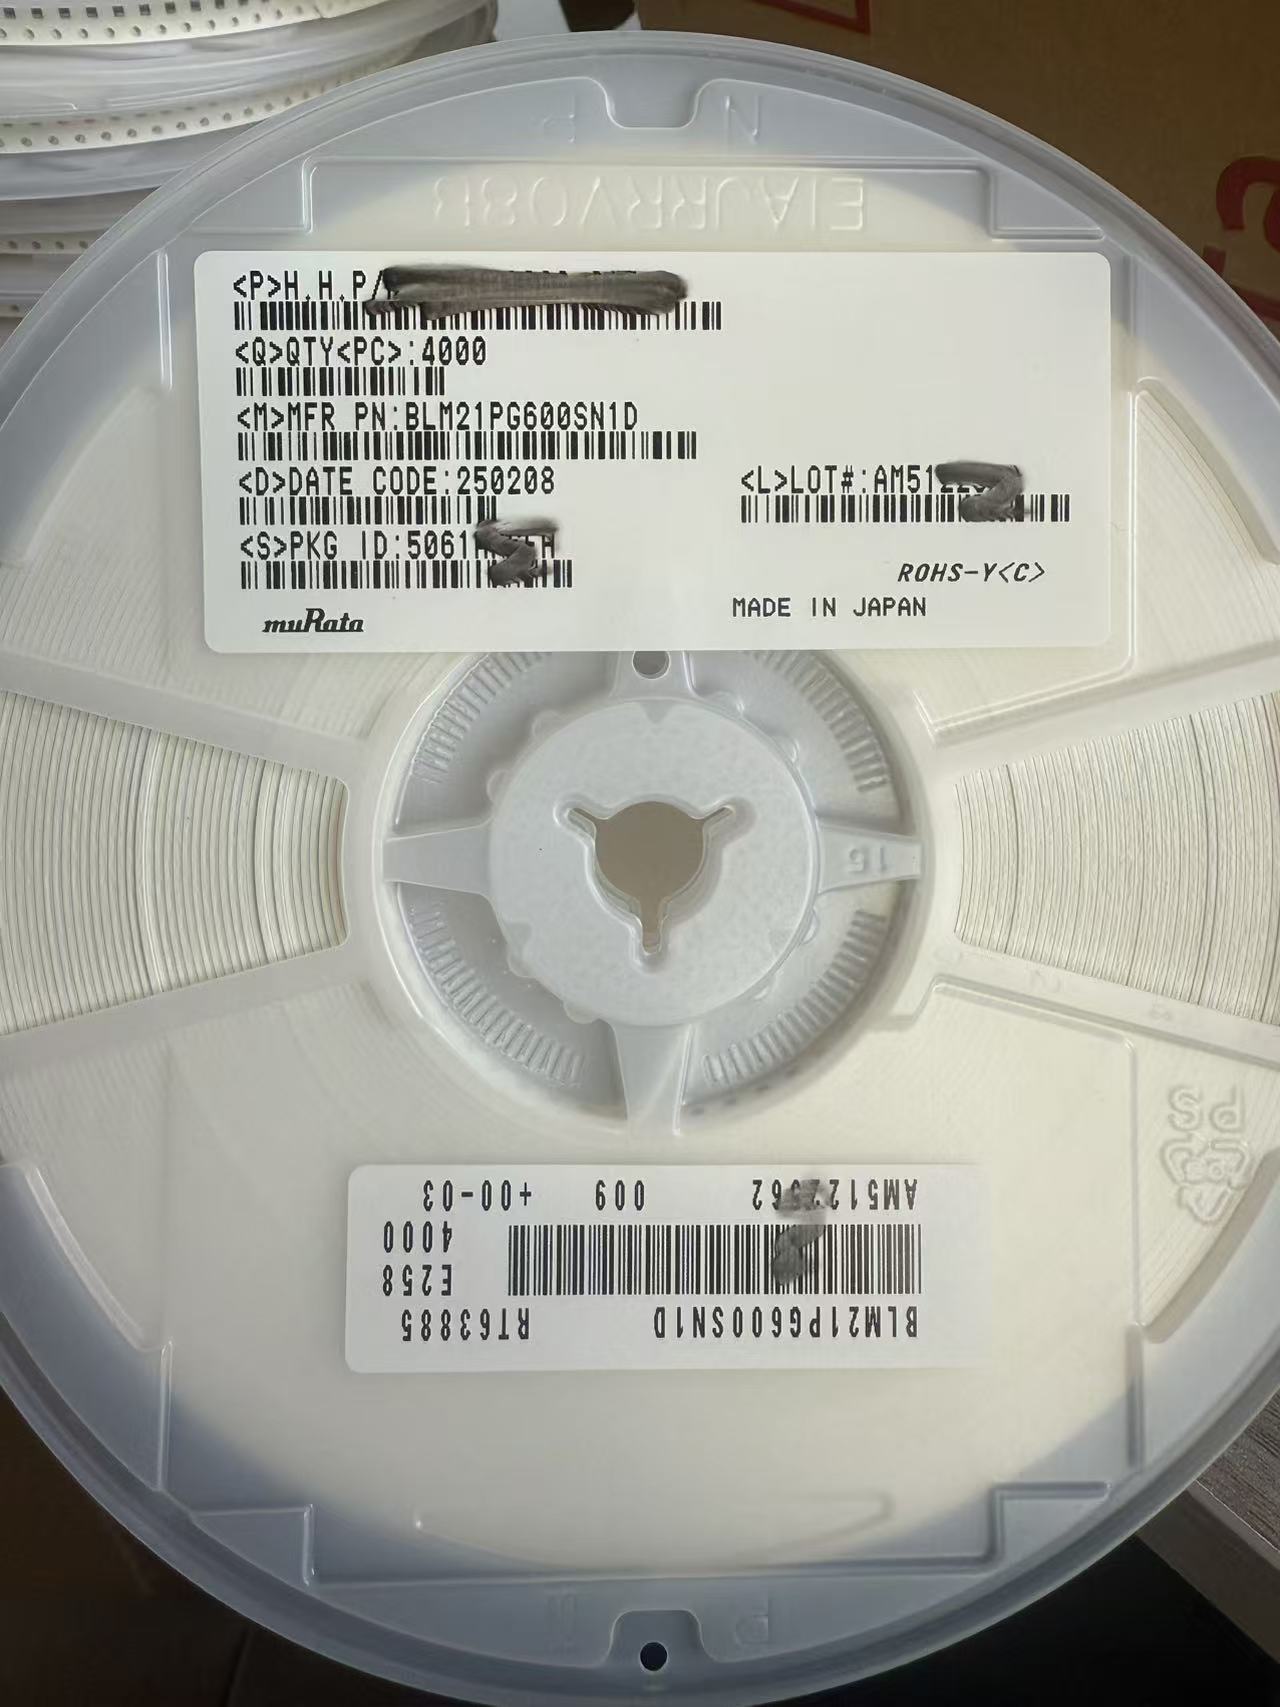 EIAJRRV08B
<P>H.H.P/
<Q>QTY<PC>:4000
<M>MFR PN:BLM21PG600SN1D
<D>DATE CODE:250208
<L>LOT#:AM51
<S>PKG ID:5061
ROHS-Y<C>
muRata
MADE IN JAPAN
15
PS
BLM21PG600SN1D RT63885
E258
4000
009 +00-03